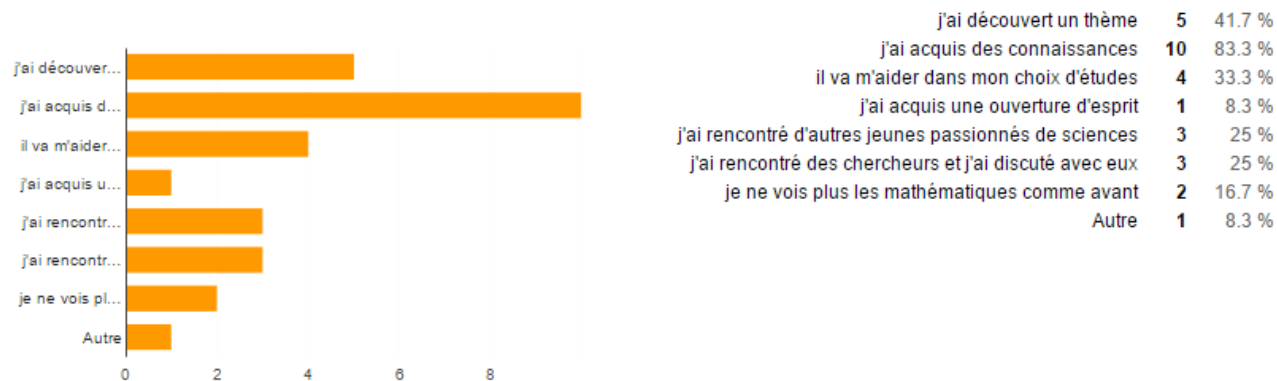 j'ai découver...
j'ai acquis d...
il va m'aider...
j'ai acquis u...
j'ai rencontr...
j'ai rencontr...
je ne vois pl...
Autre
0 2 4 6 8
j'ai découvert un thème 5 41.7 %
j'ai acquis des connaissances 10 83.3 %
il va m'aider dans mon choix d'études 4 33.3 %
j'ai acquis une ouverture d'esprit 1 8.3 %
j'ai rencontré d'autres jeunes passionnés de sciences 3 25 %
j'ai rencontré des chercheurs et j'ai discuté avec eux 3 25 %
je ne vois plus les mathématiques comme avant 2 16.7 %
Autre 1 8.3 %